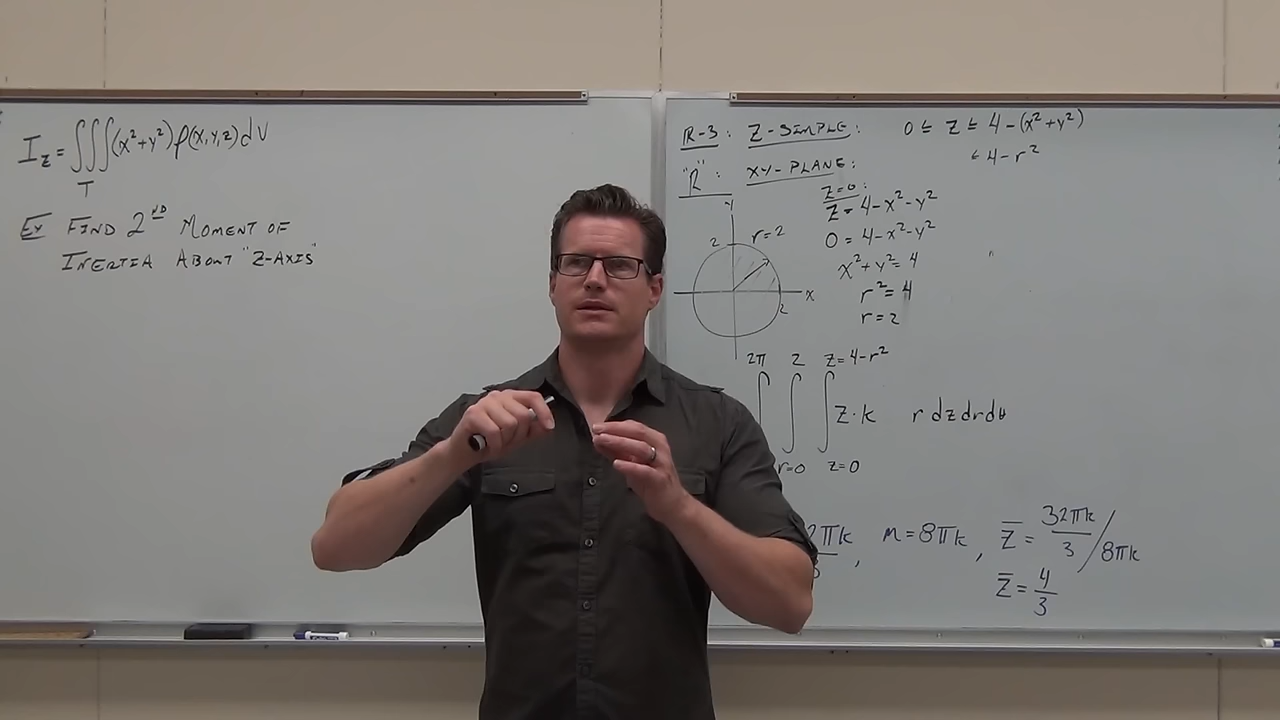 I_z = ∭_T (x²+y²) ρ(x,y,z) dV
Ex FIND 2ND MOMENT OF
INERTIA ABOUT "Z-AXIS"
R-3: Z-SIMPLE: 0 ≤ z ≤ 4-(x²+y²)
≤ 4-r²
"R": XY-PLANE:
z=0:
z=4-x²-y²
0=4-x²-y²
x²+y²=4
r²=4
r=2
Y
2
r=2
X
2
2π 2 z=4-r²
∫ ∫ ∫ z·k r dz dr dθ
r=0 z=0
2πk/3, m=8πk, z̄ = 32πk/3 / 8πk
z̄ = 4/3